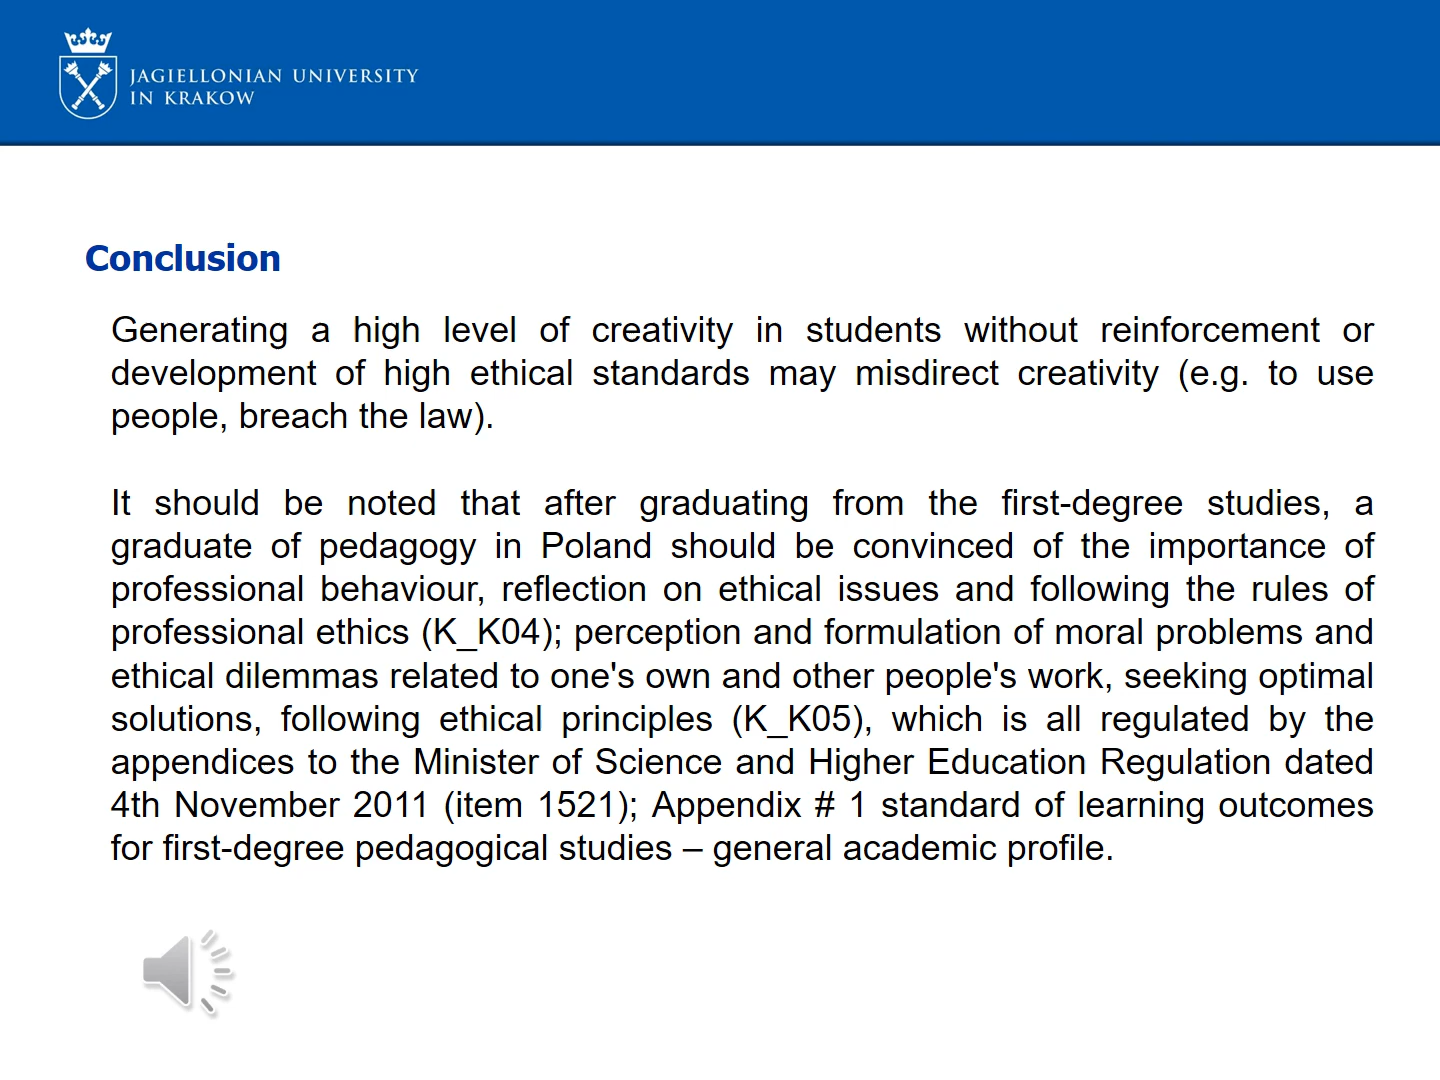 JAGIELLONIAN UNIVERSITY
IN KRAKOW
Conclusion
Generating a high level of creativity in students without reinforcement or
development of high ethical standards may misdirect creativity (e.g. to use
people, breach the law).
It should be noted that after graduating from the first-degree studies, a
graduate of pedagogy in Poland should be convinced of the importance of
professional behaviour, reflection on ethical issues and following the rules of
professional ethics (K_K04); perception and formulation of moral problems and
ethical dilemmas related to one's own and other people's work, seeking optimal
solutions, following ethical principles (K_K05), which is all regulated by the
appendices to the Minister of Science and Higher Education Regulation dated
4th November 2011 (item 1521); Appendix # 1 standard of learning outcomes
for first-degree pedagogical studies – general academic profile.